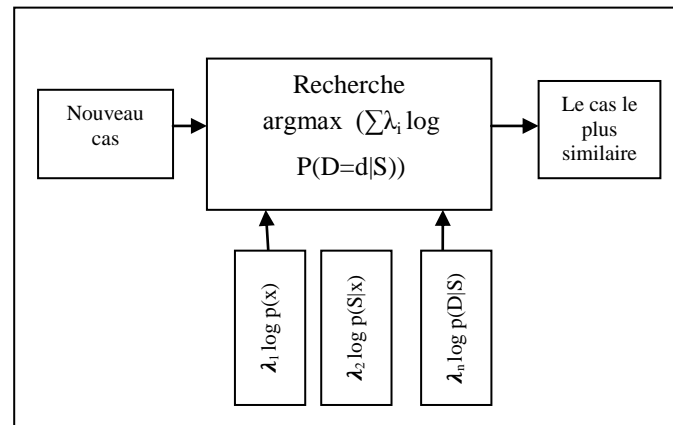 Nouveau
cas
Recherche
argmax (∑λᵢ log
P(D=d|S))
Le cas le
plus
similaire
λ₁ log p(x)
λ₂ log p(S|x)
λₙ log p(D|S)